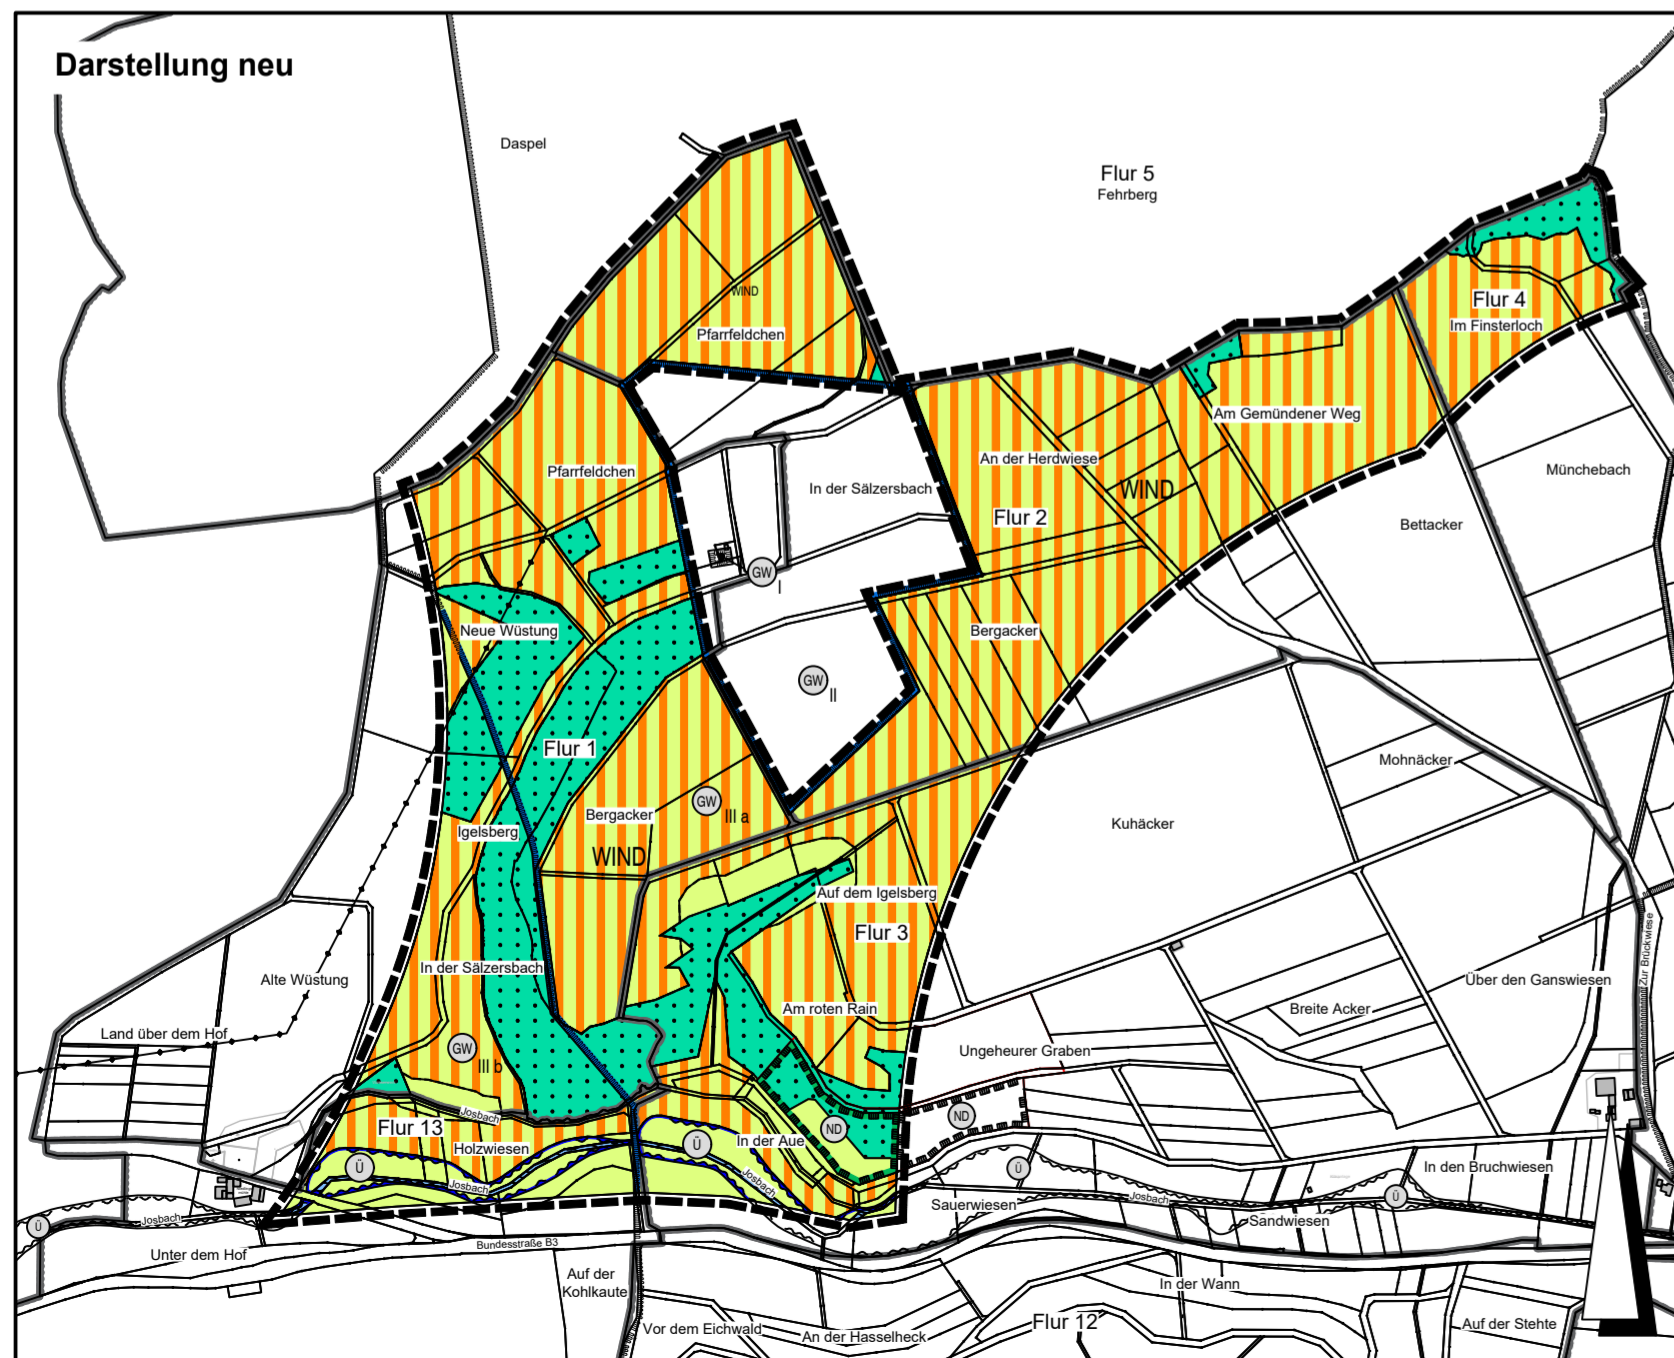 Darstellung neu
Daspel
Flur 5
Fehrberg
WIND
Pfarrfeldchen
Flur 4
Im Finsterloch
Am Gemündener Weg
An der Herdwiese
Münchebach
Pfarrfeldchen
In der Sälzersbach
WIND
Flur 2
Bettacker
GW
I
Neue Wüstung
Bergacker
GW
II
Flur 1
Mohnäcker
GW
III a
Bergacker
Igelsberg
Kuhäcker
WIND
Auf dem Igelsberg
Flur 3
Zur Brückwiese
In der Sälzersbach
Alte Wüstung
Über den Ganswiesen
Am roten Rain
Breite Acker
Land über dem Hof
GW
III b
Ungeheurer Graben
Josbach
ND
Flur 13
ND
Holzwiesen
Ü
In der Aue
Ü
Ü
In den Bruchwiesen
Josbach
Josbach
Josbach
Ü
Sauerwiesen
Ü
Josbach
Sandwiesen
Unter dem Hof
Bundesstraße B3
Auf der
Kohlkaute
In der Wann
Vor dem Eichwald
An der Hasselheck
Flur 12
Auf der Stehte